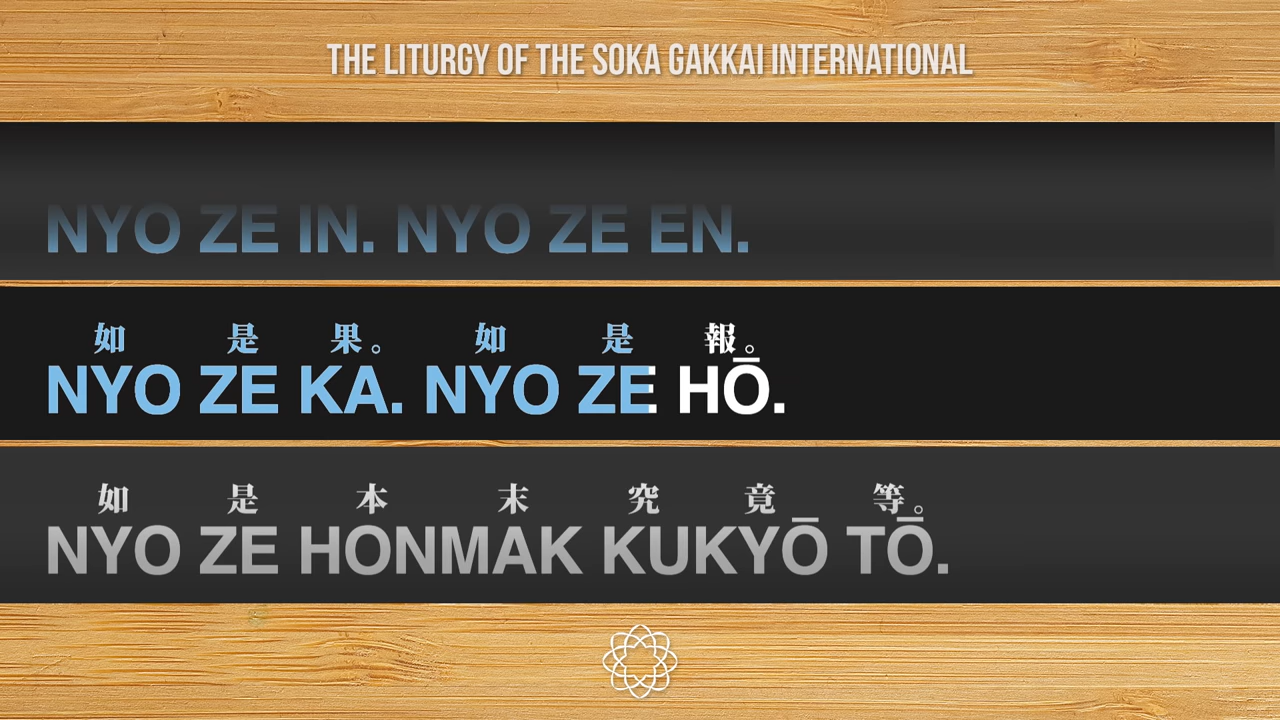 THE LITURGY OF THE SOKA GAKKAI INTERNATIONAL
NYO ZE IN. NYO ZE EN.
如 是 果。 如 是 報。
NYO ZE KA. NYO ZE HŌ.
如 是 本 末 究 竟 等。
NYO ZE HONMAK KUKYŌ TŌ.